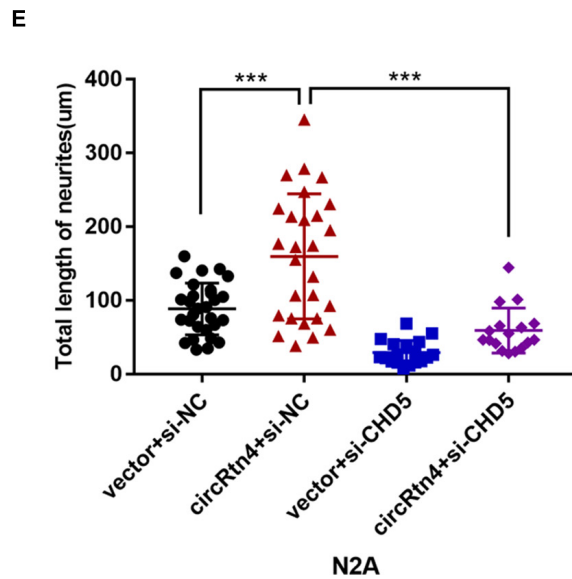 E
*** ***
Total length of neurites(um)
400
300
200
100
0
vector+si-NC
circRtn4+si-NC
vector+si-CHD5
circRtn4+si-CHD5
N2A